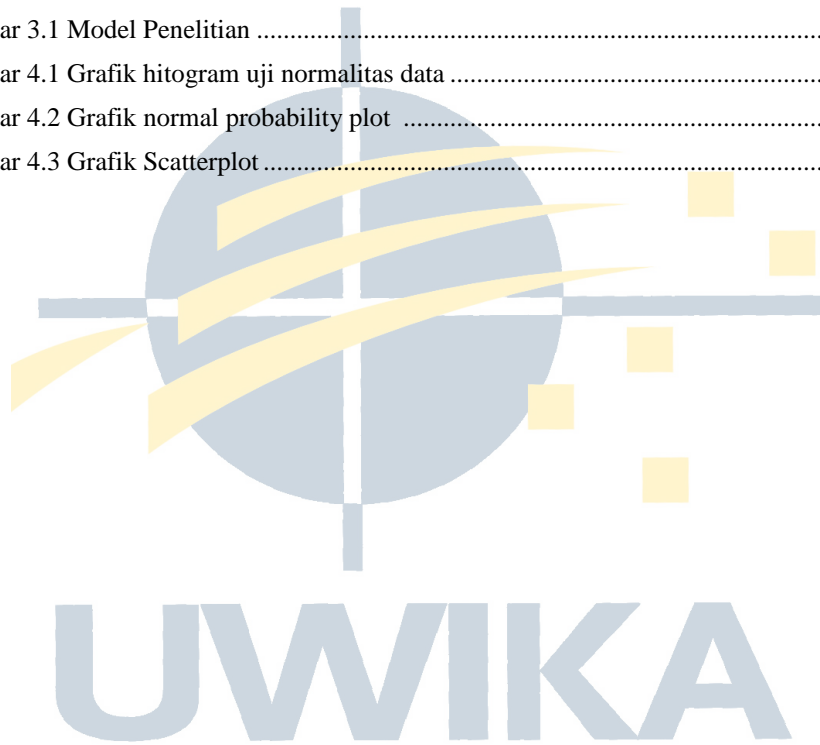 ar 3.1 Model Penelitian ................................................................................
ar 4.1 Grafik hitogram uji normalitas data ................................................................
ar 4.2 Grafik normal probability plot ................................................................
ar 4.3 Grafik Scatterplot ................................................................................
UWIKA